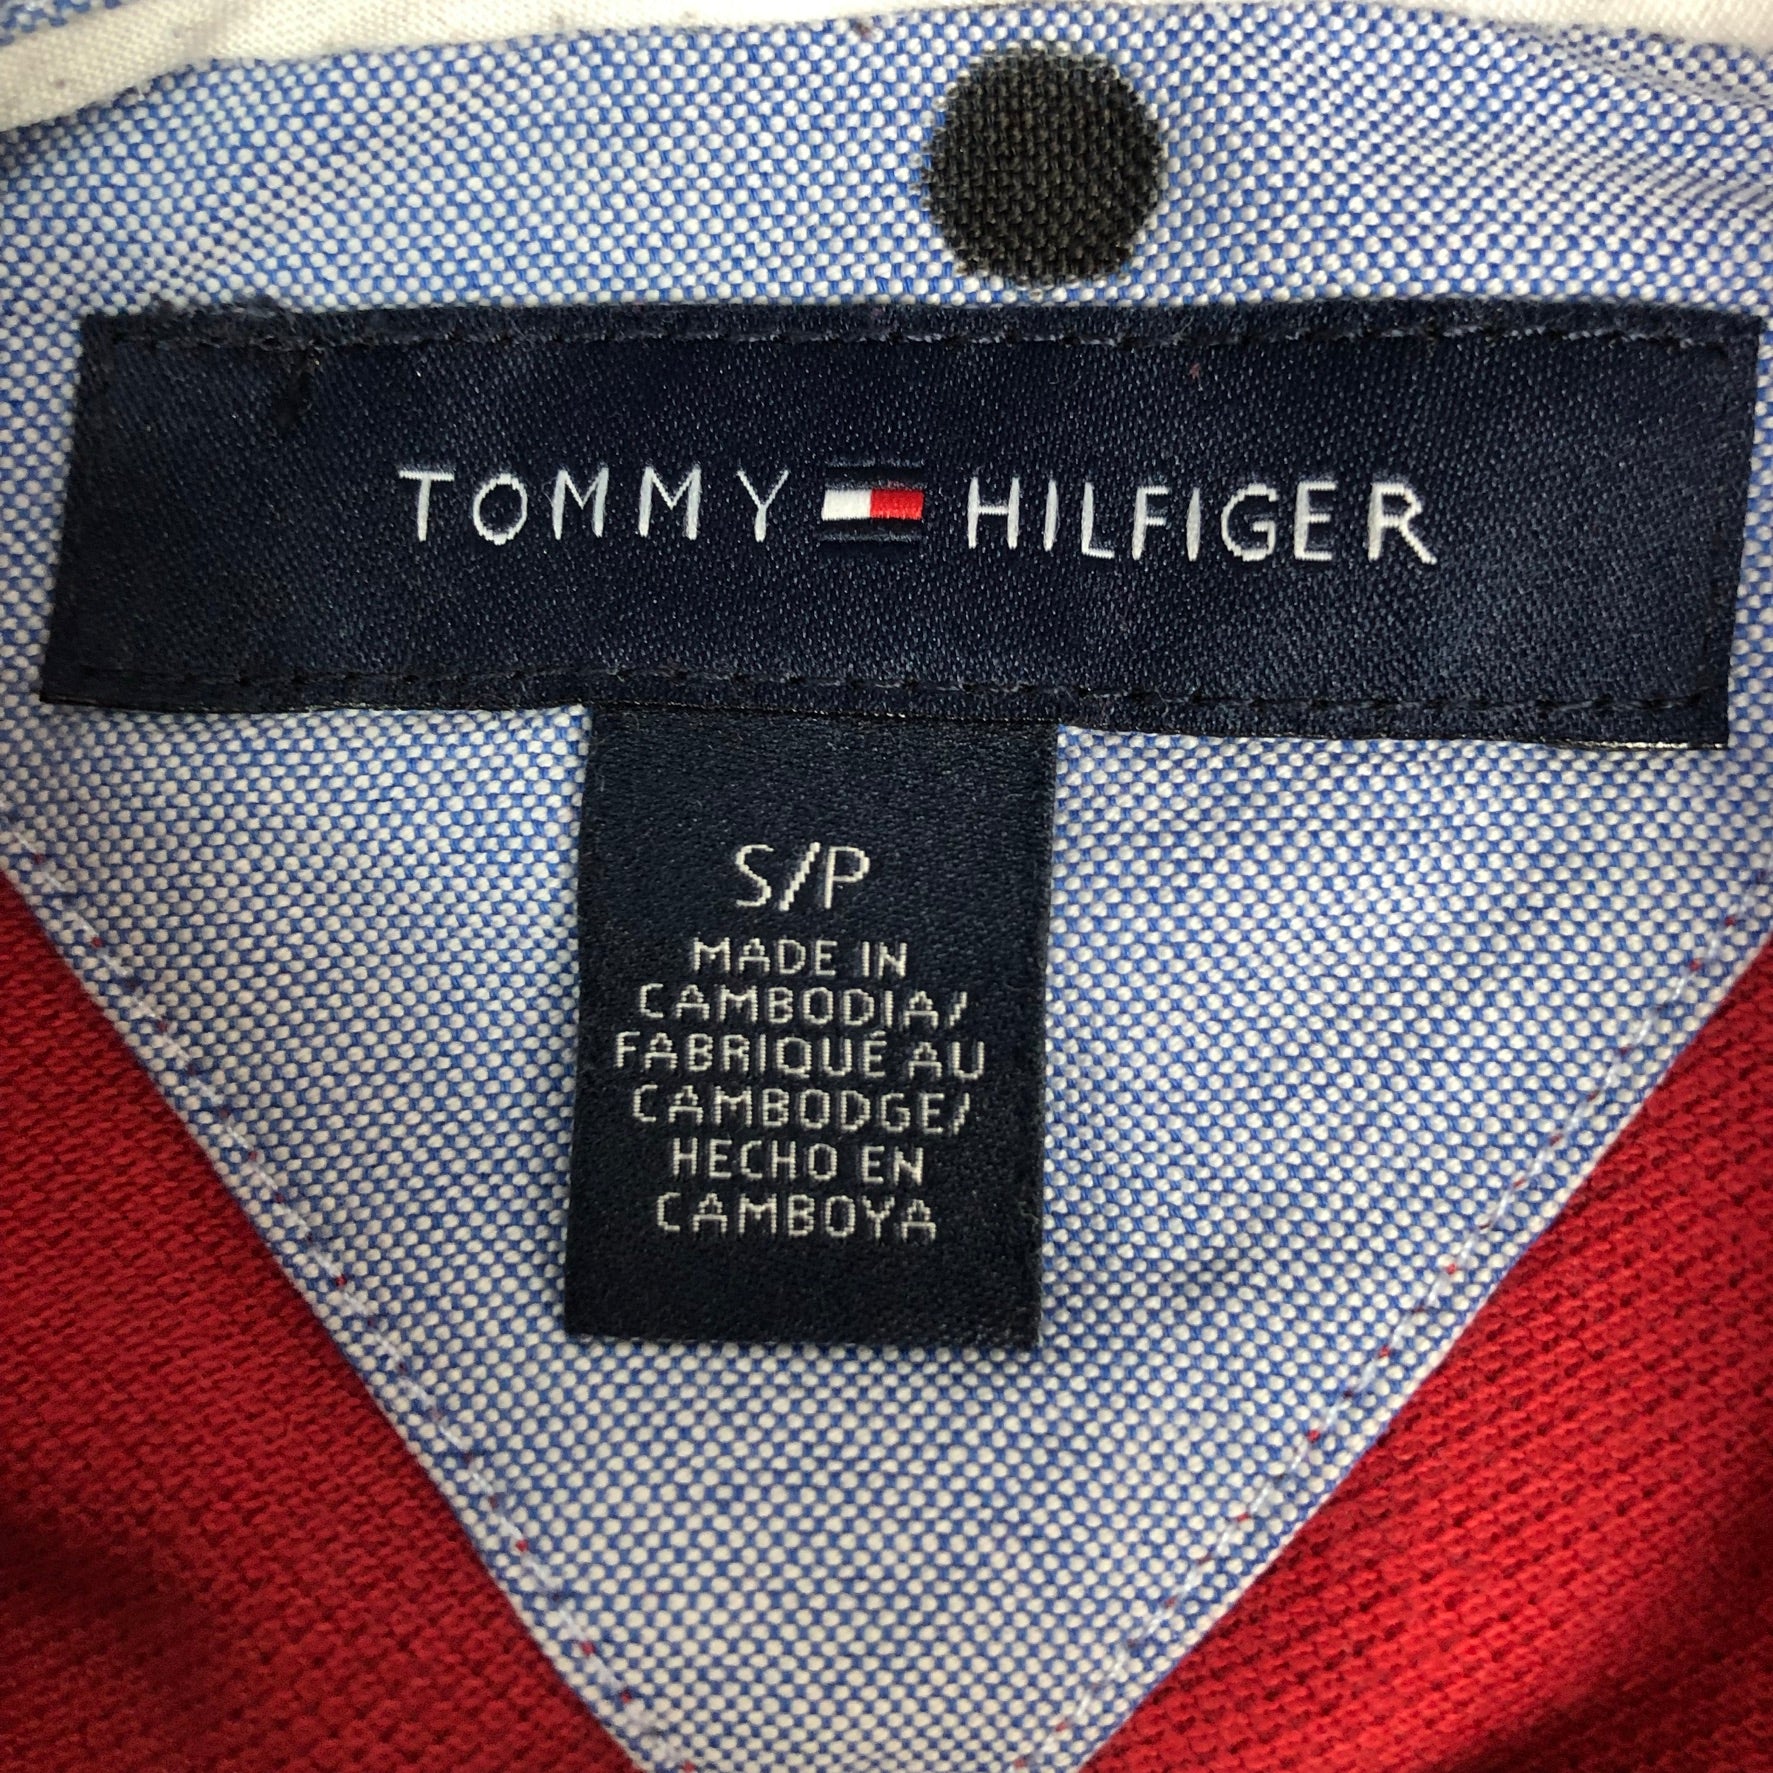 TOMMY HILFIGER
S/P
MADE IN
CAMBODIA/
FABRIQUÉ AU
CAMBODGE/
HECHO EN
CAMBOYA